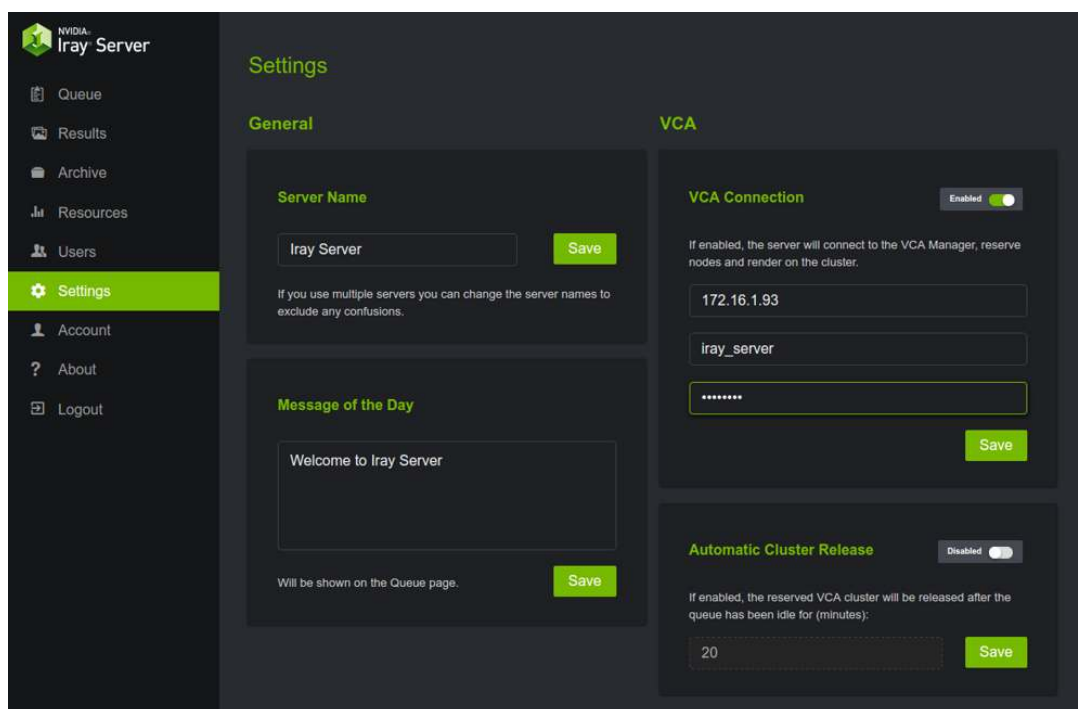 NVIDIA.
Iray Server
Queue
Results
Archive
Resources
Users
Settings
Account
? About
Logout
Settings
General
Server Name
Iray Server
Save
If you use multiple servers you can change the server names to
exclude any confusions.
Message of the Day
Welcome to Iray Server
Will be shown on the Queue page.
Save
VCA
VCA Connection
Enabled
If enabled, the server will connect to the VCA Manager, reserve
nodes and render on the cluster.
172.16.1.93
iray_server
••••••••
Save
Automatic Cluster Release
Disabled
If enabled, the reserved VCA cluster will be released after the
queue has been idle for (minutes):
20
Save